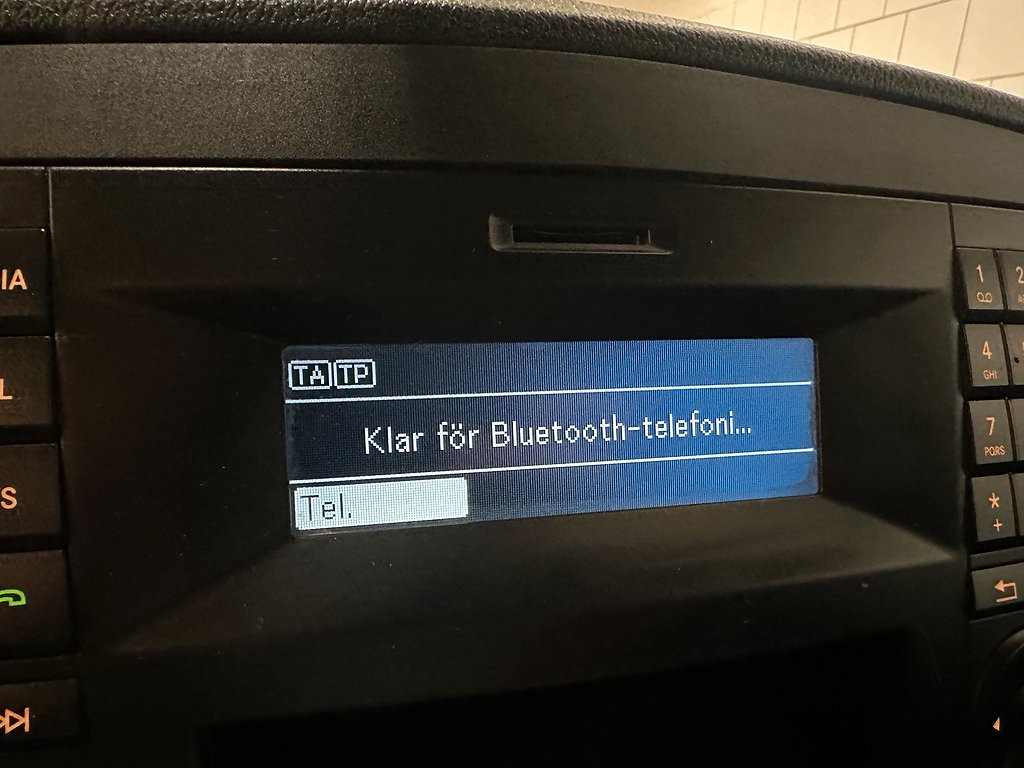 TA TP
Klar för Bluetooth-telefoni...
Tel.
IA
L
S
1
2
4
GHI
7
PQRS
*
+